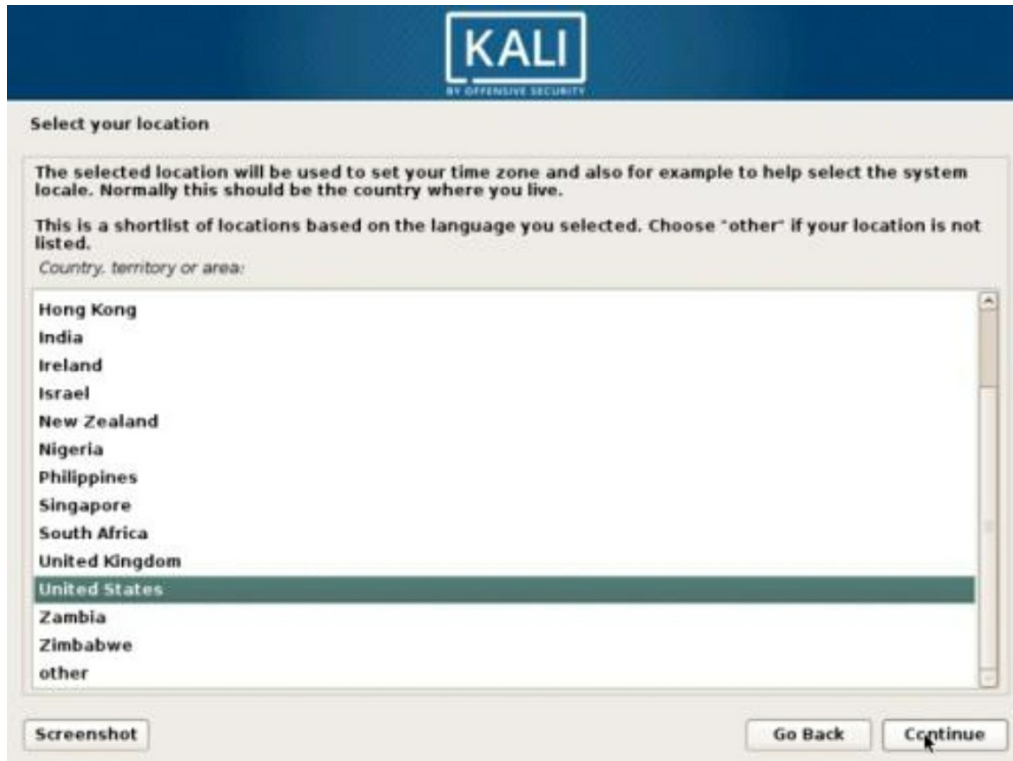 KALI
BY OFFENSIVE SECURITY
Select your location
The selected location will be used to set your time zone and also for example to help select the system
locale. Normally this should be the country where you live.
This is a shortlist of locations based on the language you selected. Choose "other" if your location is not
listed.
Country, territory or area:
Hong Kong
India
Ireland
Israel
New Zealand
Nigeria
Philippines
Singapore
South Africa
United Kingdom
United States
Zambia
Zimbabwe
other
Screenshot
Go Back
Continue